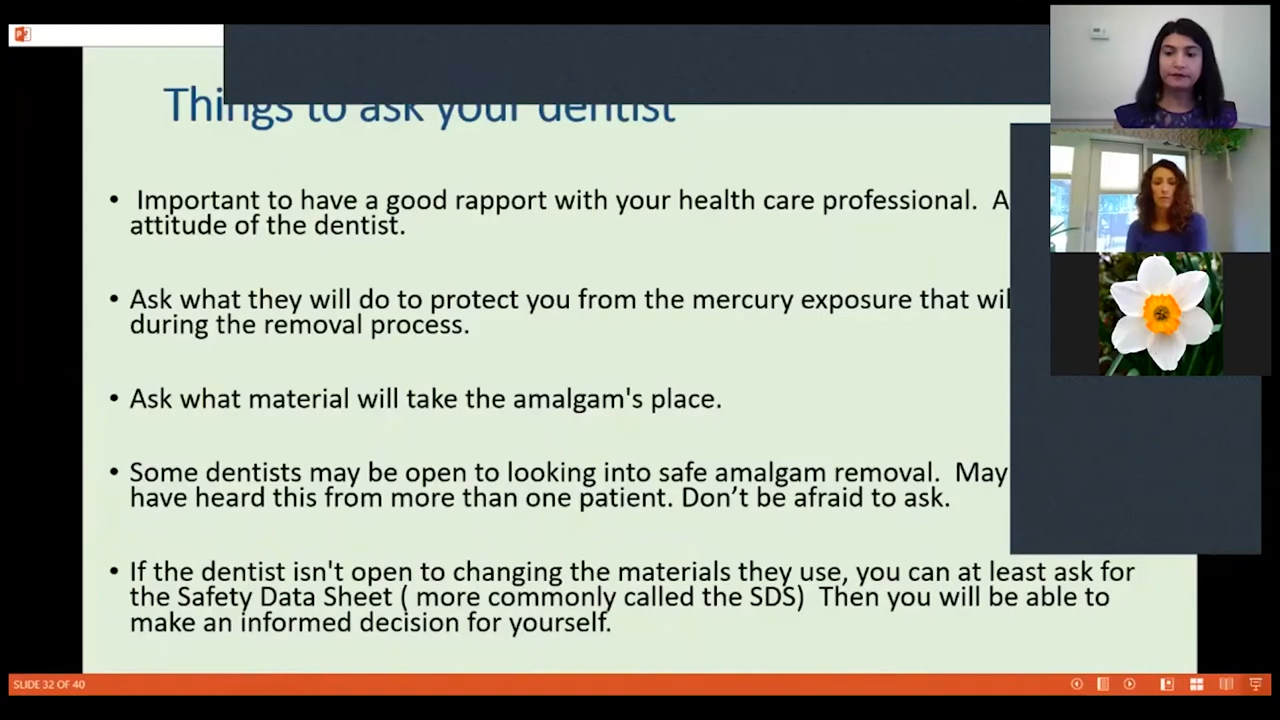 Things to ask your dentist
• Important to have a good rapport with your health care professional. A
attitude of the dentist.
• Ask what they will do to protect you from the mercury exposure that
during the removal process.
• Ask what material will take the amalgam's place.
• Some dentists may be open to looking into safe amalgam removal. May
have heard this from more than one patient. Don’t be afraid to ask.
• If the dentist isn't open to changing the materials they use, you can at least ask for
the Safety Data Sheet ( more commonly called the SDS) Then you will be able to
make an informed decision for yourself.
SLIDE 32 OF 40